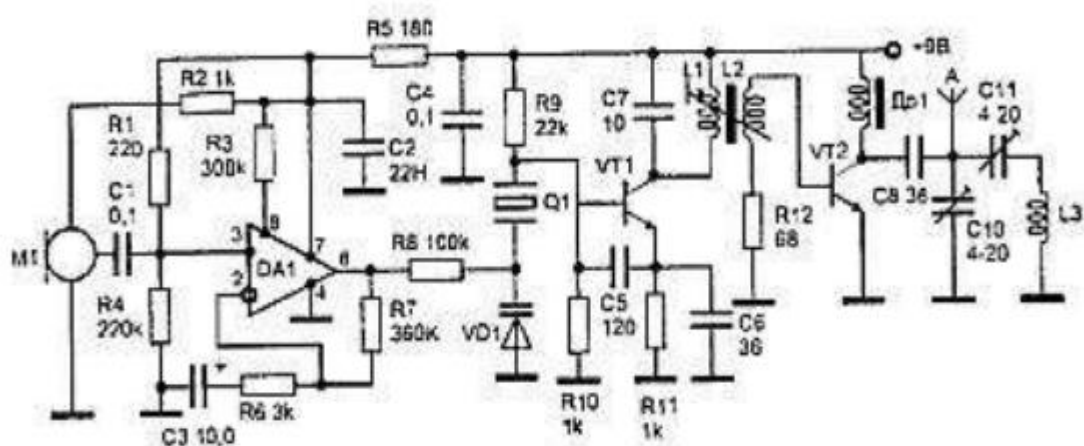 R5 180
+9В
R2 1k
C4
0,1
R9
22k
C7
10
L1
L2
Др1
A
C11
4 20
R1
220
R3
300k
C2
22H
C1
0,1
VT1
VT2
Q1
M1
3
8
7
6
2
4
DA1
R8 100k
R12
68
C8 36
C10
4-20
L3
R4
220k
R7
360K
VD1
C5
120
C6
36
R6 3k
C3 10,0
+
R10
1k
R11
1k